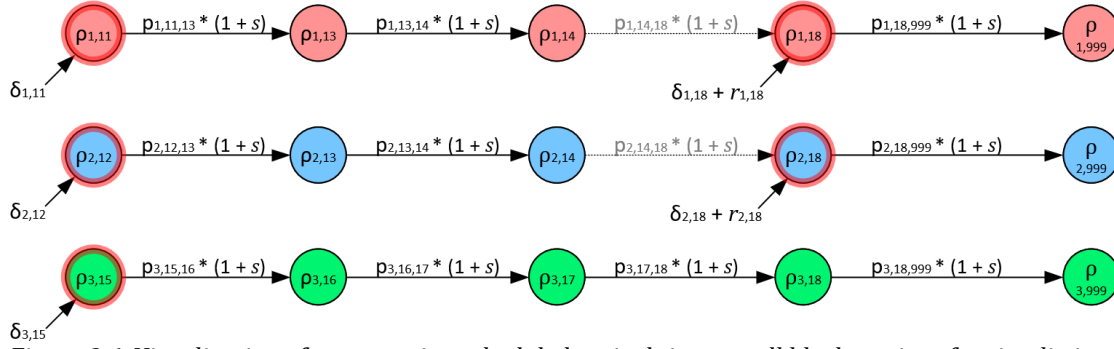 ρ1,11 p1,11,13 * (1 + s) ρ1,13 p1,13,14 * (1 + s) ρ1,14 p1,14,18 * (1 + s) ρ1,18 p1,18,999 * (1 + s) ρ 1,999
δ1,11 δ1,18 + r1,18
ρ2,12 p2,12,13 * (1 + s) ρ2,13 p2,13,14 * (1 + s) ρ2,14 p2,14,18 * (1 + s) ρ2,18 p2,18,999 * (1 + s) ρ 2,999
δ2,12 δ2,18 + r2,18
ρ3,15 p3,15,16 * (1 + s) ρ3,16 p3,16,17 * (1 + s) ρ3,17 p3,17,18 * (1 + s) ρ3,18 p3,18,999 * (1 + s) ρ 3,999
δ3,15